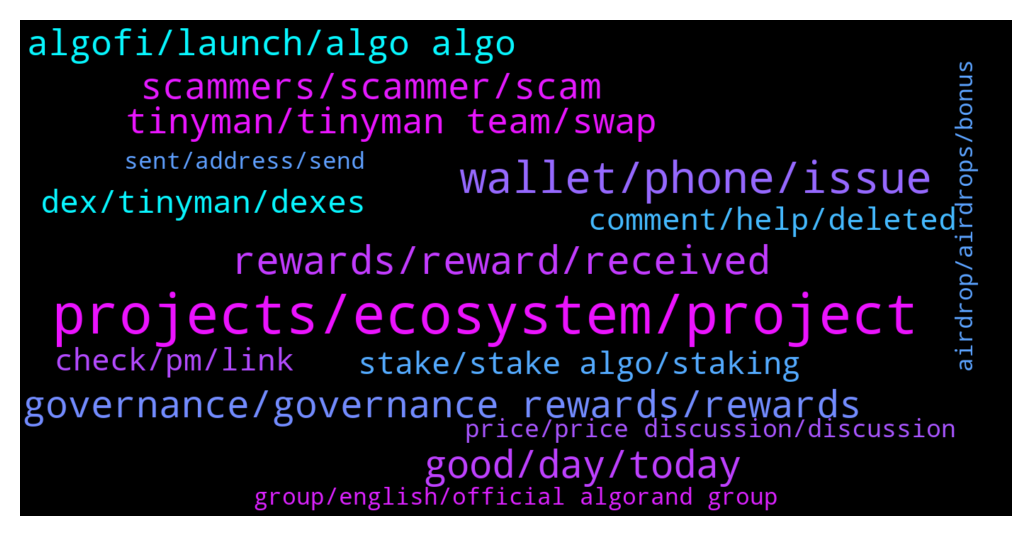 algofi/launch/algo algo
scammers/scammer/scam
tinyman/tinyman team/swap
sent/address/send
wallet/phone/issue
dex/tinyman/dexes
comment/help/deleted
airdrop/airdrops/bonus
rewards/reward/received
projects/ecosystem/project
check/pm/link
stake/stake algo/staking
governance/governance rewards/rewards
price/price discussion/discussion
good/day/today
group/english/official algorand group